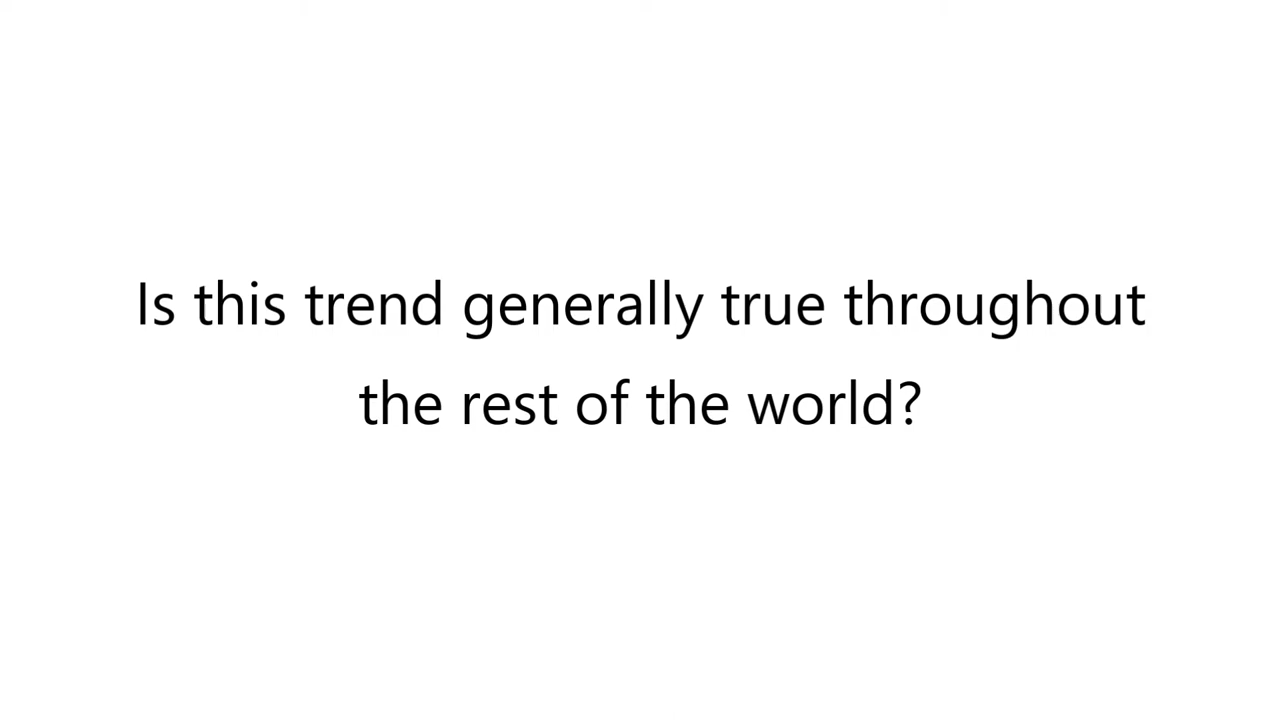 Is this trend generally true throughout
the rest of the world?